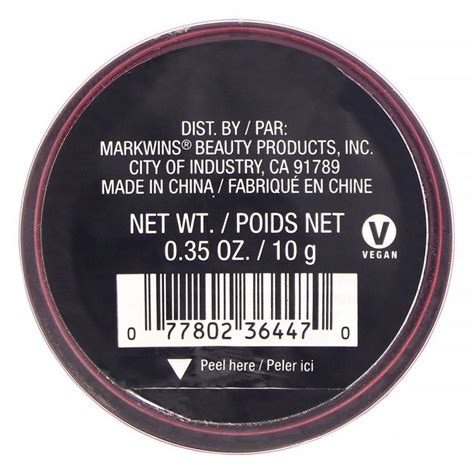 DIST. BY / PAR:
MARKWINS® BEAUTY PRODUCTS, INC.
CITY OF INDUSTRY, CA 91789
MADE IN CHINA / FABRIQUÉ EN CHINE
NET WT. / POIDS NET
0.35 OZ. / 10 g
V
VEGAN
0 77802 36447 0
Peel here / Peler ici